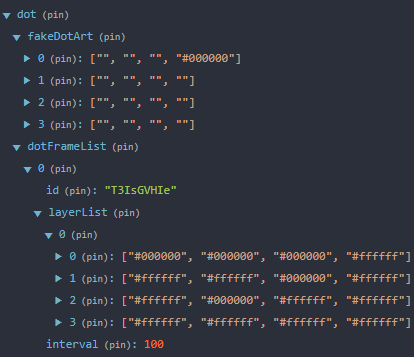 dot (pin)
fakeDotArt (pin)
0 (pin): ["", "", "", "#000000"]
1 (pin): ["", "", "", ""]
2 (pin): ["", "", "", ""]
3 (pin): ["", "", "", ""]
dotFrameList (pin)
0 (pin)
id (pin): "T3IsGVHIe"
layerList (pin)
0 (pin)
0 (pin): ["#000000", "#000000", "#000000", "#ffffff"]
1 (pin): ["#ffffff", "#ffffff", "#000000", "#ffffff"]
2 (pin): ["#ffffff", "#000000", "#ffffff", "#ffffff"]
3 (pin): ["#ffffff", "#ffffff", "#ffffff", "#ffffff"]
interval (pin): 100